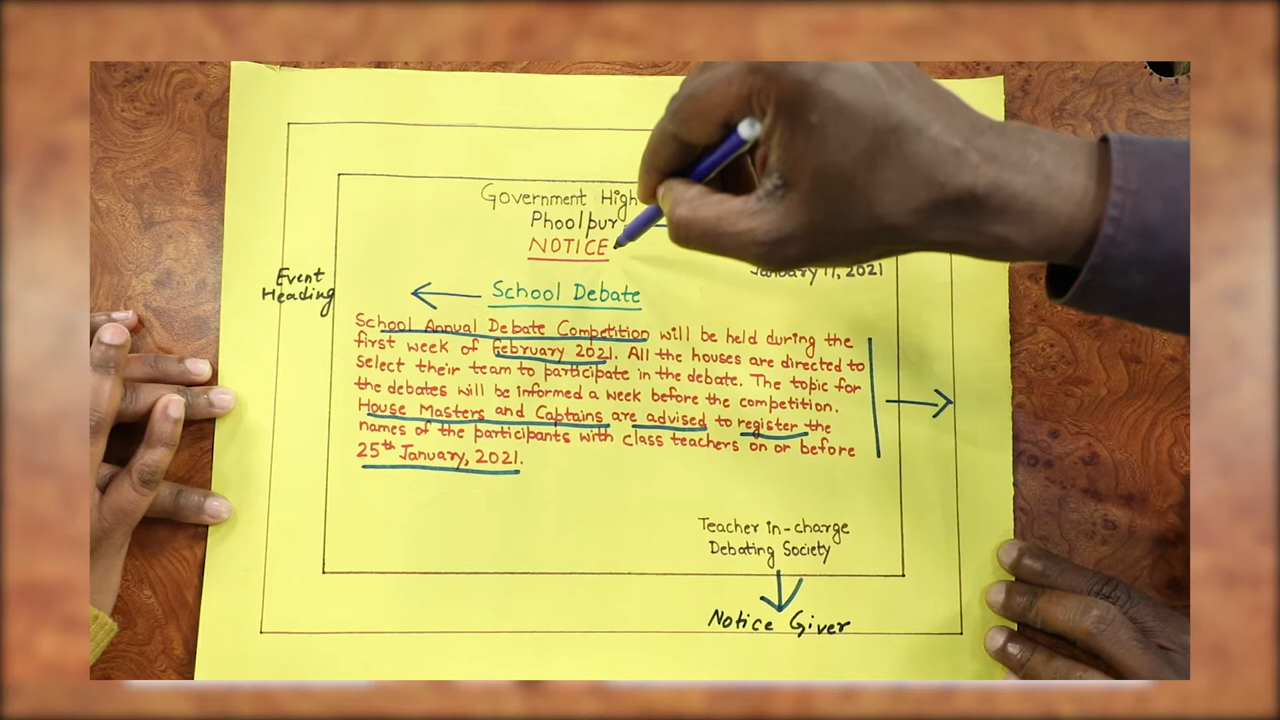 Government High
Phoolpur
NOTICE
January 11, 2021
Event
Heading
School Debate
School Annual Debate Competition will be held during the
first week of February 2021. All the houses are directed to
select their team to participate in the debate. The topic for
the debates will be informed a week before the competition.
House Masters and Captains are advised to register the
names of the participants with class teachers on or before
25th January, 2021.
Teacher in-charge
Debating Society
Notice Giver